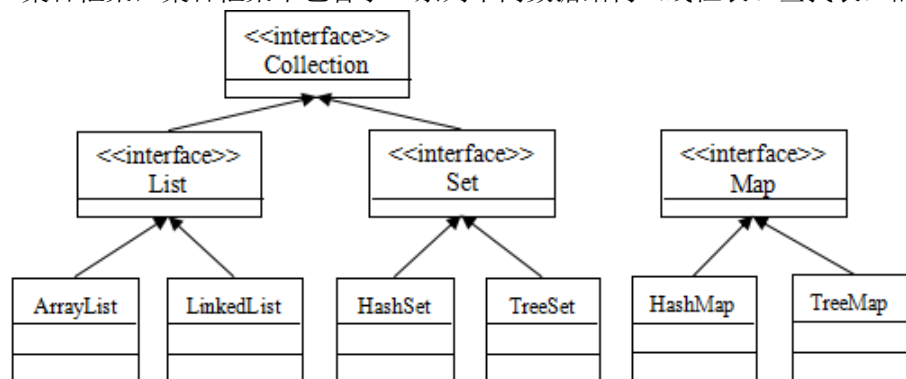 <<interface>>
Collection
<<interface>>
List
<<interface>>
Set
<<interface>>
Map
ArrayList
LinkedList
HashSet
TreeSet
HashMap
TreeMap